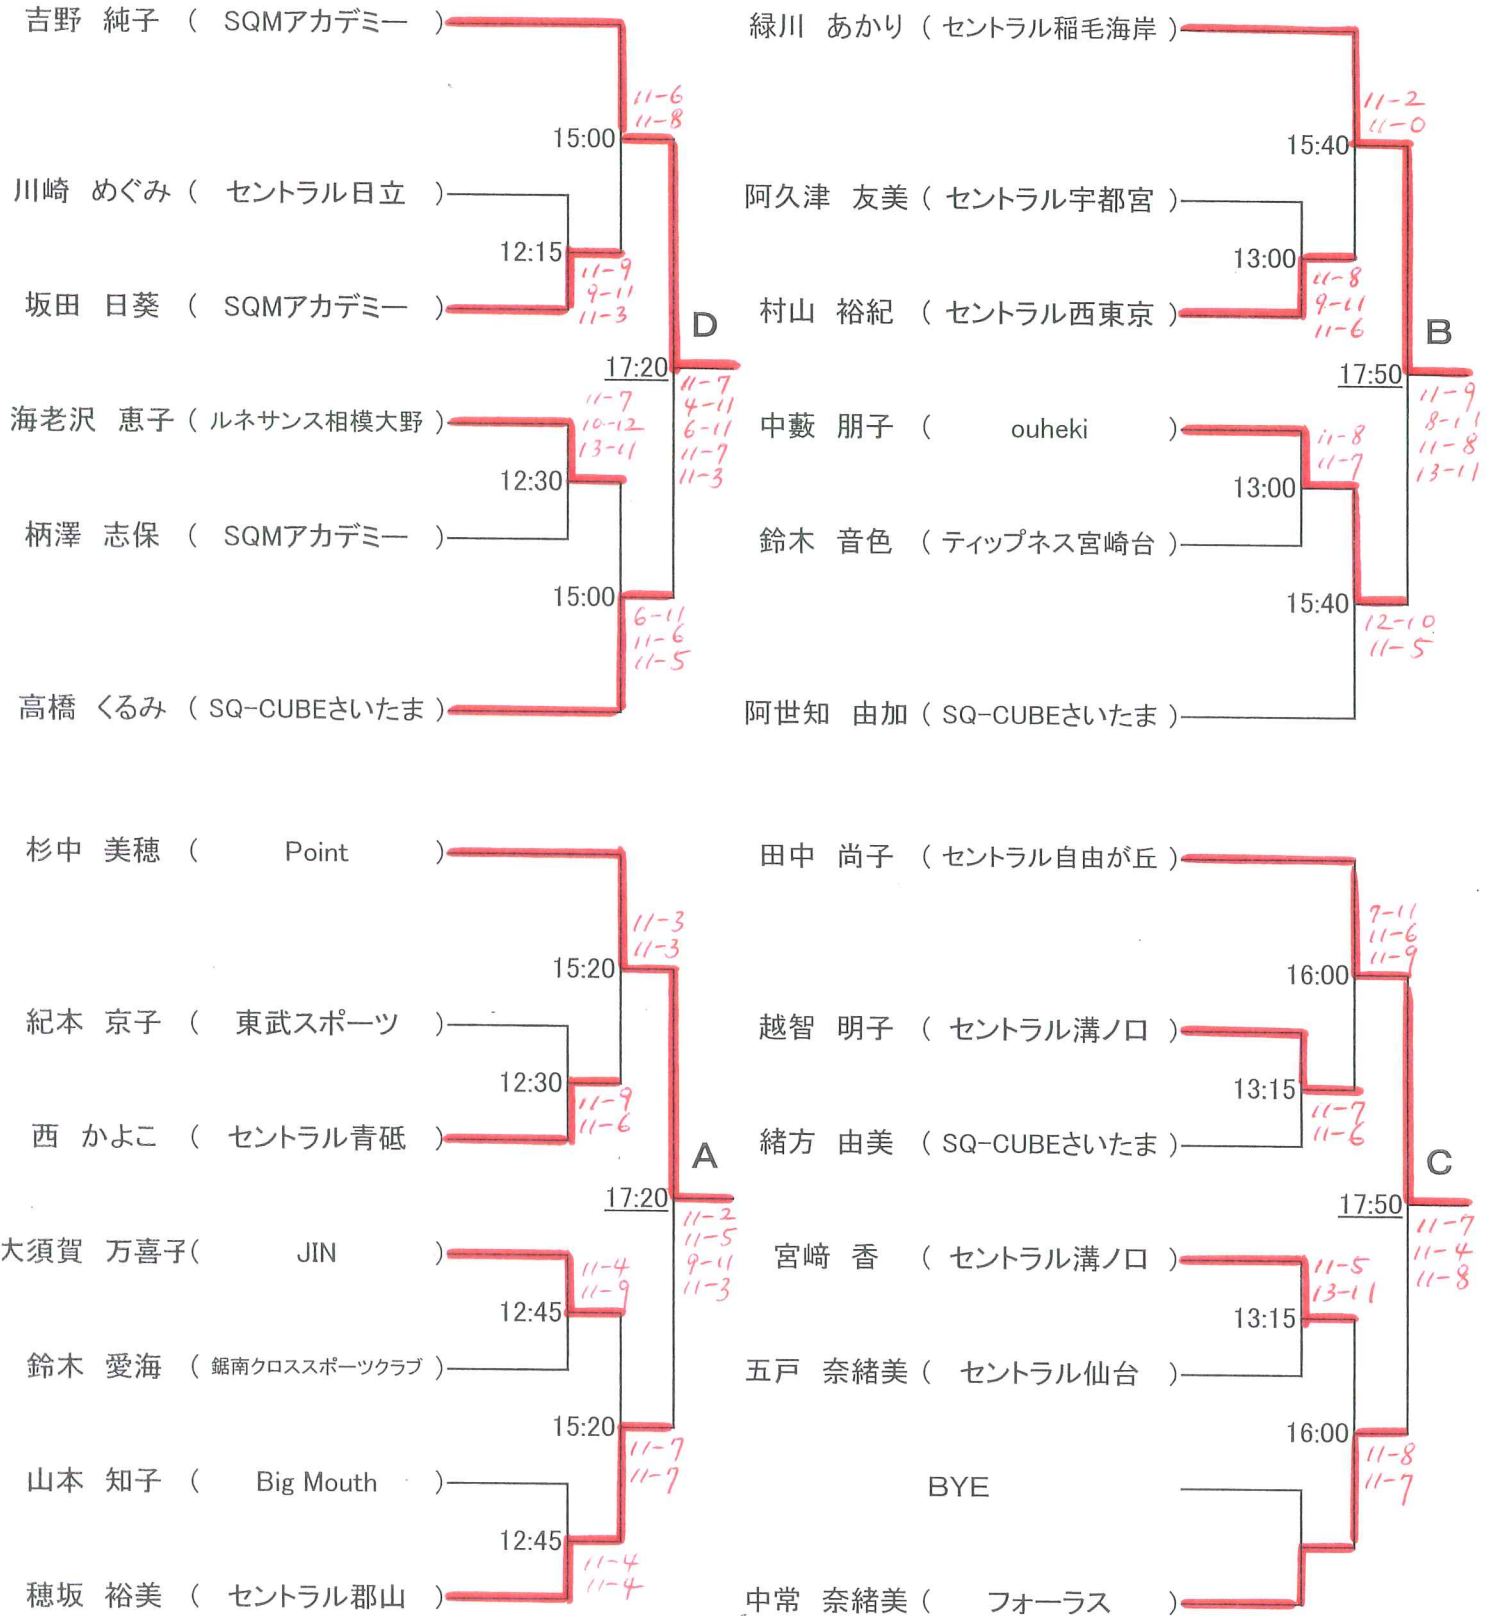 吉野 純子 ( SQMアカデミー )
11-6
11-8
15:00
川崎 めぐみ ( セントラル日立 )
12:15
11-9
9-11
11-3
坂田 日葵 ( SQMアカデミー )
D
17:20
11-7
4-11
6-11
11-7
11-3
海老沢 恵子 ( ルネサンス相模大野 )
11-7
10-12
13-11
12:30
柄澤 志保 ( SQMアカデミー )
15:00
6-11
11-6
11-5
高橋 くるみ ( SQ-CUBEさいたま )
緑川 あかり ( セントラル稲毛海岸 )
11-2
11-0
15:40
阿久津 友美 ( セントラル宇都宮 )
13:00
11-8
9-11
11-6
村山 裕紀 ( セントラル西東京 )
B
17:50
11-9
8-11
11-8
13-11
中藪 朋子 ( ouheki )
11-8
11-7
13:00
鈴木 音色 ( ティップネス宮崎台 )
15:40
12-10
11-5
阿世知 由加 ( SQ-CUBEさいたま )
杉中 美穂 ( Point )
11-3
11-3
15:20
紀本 京子 ( 東武スポーツ )
12:30
11-9
11-6
西 かよこ ( セントラル青砥 )
A
17:20
11-2
11-5
9-11
11-3
大須賀 万喜子( JIN )
11-4
11-9
12:45
鈴木 愛海 ( 鋸南クロススポーツクラブ )
15:20
11-7
11-7
山本 知子 ( Big Mouth )
12:45
11-4
11-4
穂坂 裕美 ( セントラル郡山 )
田中 尚子 ( セントラル自由が丘 )
7-11
11-6
11-9
16:00
越智 明子 ( セントラル溝ノ口 )
13:15
11-7
11-6
緒方 由美 ( SQ-CUBEさいたま )
C
17:50
11-7
11-4
11-8
宮﨑 香 ( セントラル溝ノ口 )
11-5
13-11
13:15
五戸 奈緒美 ( セントラル仙台 )
16:00
11-8
11-7
BYE
中常 奈緒美 ( フォーラス )